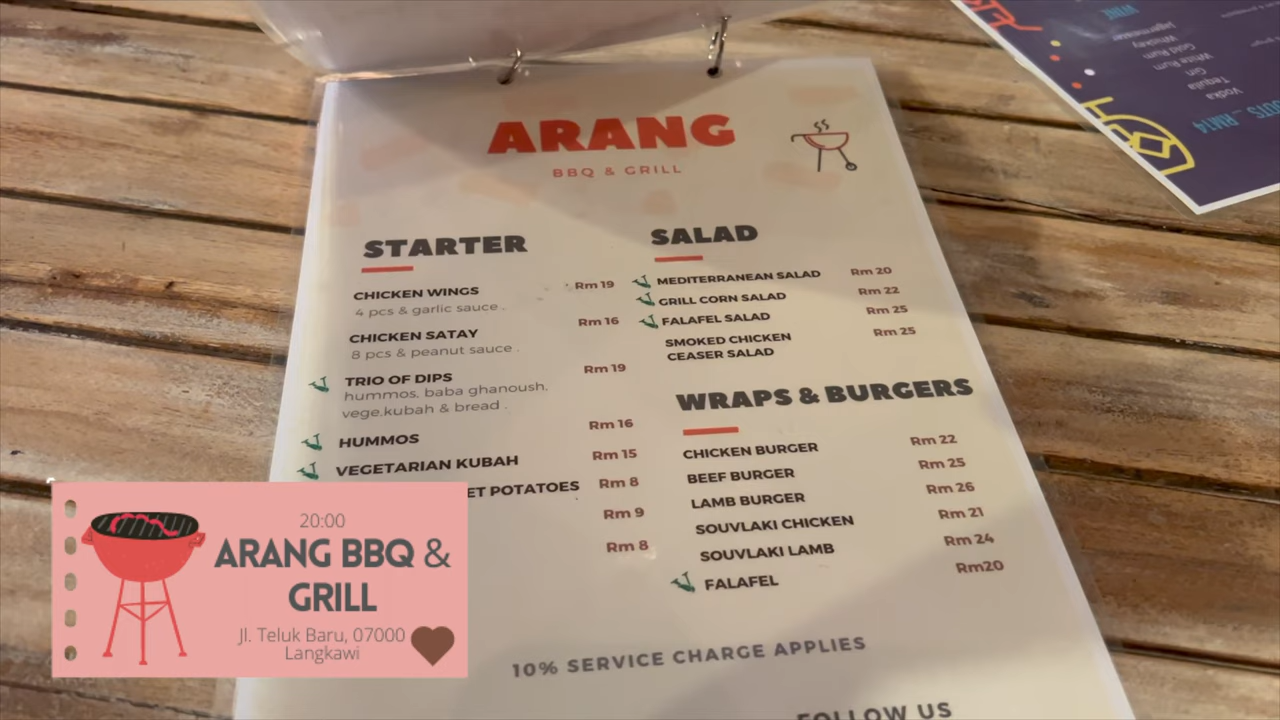 ARANG
BBQ & GRILL
STARTER
CHICKEN WINGS Rm 19
4 pcs & garlic sauce .
CHICKEN SATAY Rm 16
8 pcs & peanut sauce .
TRIO OF DIPS Rm 19
hummos, baba ghanoush,
vege.kubah & bread .
HUMMOS Rm 16
VEGETARIAN KUBAH Rm 15
ET POTATOES Rm 8
Rm 9
Rm 8
SALAD
MEDITERRANEAN SALAD Rm 20
GRILL CORN SALAD Rm 22
FALAFEL SALAD Rm 25
SMOKED CHICKEN Rm 25
CEASER SALAD
WRAPS & BURGERS
CHICKEN BURGER Rm 22
BEEF BURGER Rm 25
LAMB BURGER Rm 26
SOUVLAKI CHICKEN Rm 21
SOUVLAKI LAMB Rm 24
FALAFEL Rm20
10% SERVICE CHARGE APPLIES
FOLLOW US
20:00
ARANG BBQ &
GRILL
Jl. Teluk Baru, 07000
Langkawi
RM14
Vodka
Tequila
Gin
White Rum
Gold Rum
Whiskey
Jagermeister
WINE